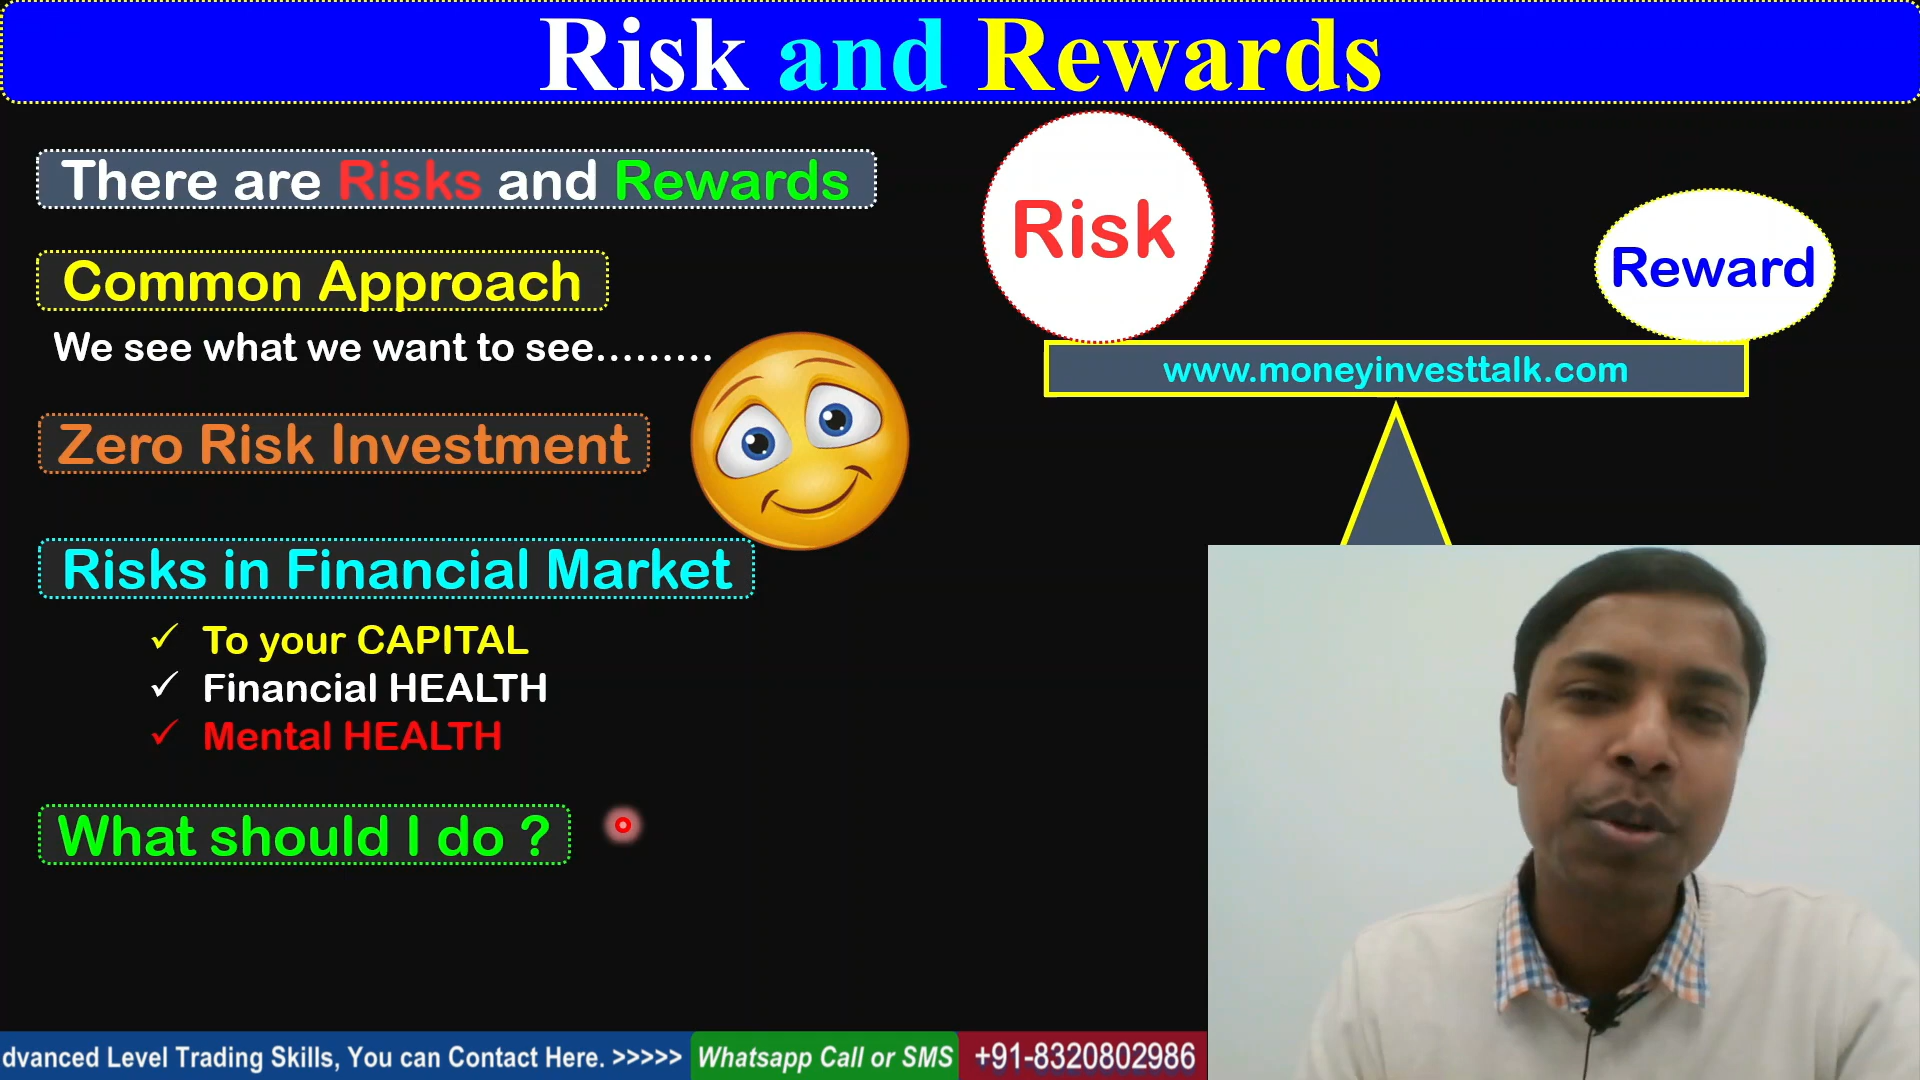 Risk and Rewards
There are Risks and Rewards
Common Approach
We see what we want to see.........
Zero Risk Investment
Risks in Financial Market
✓ To your CAPITAL
✓ Financial HEALTH
✓ Mental HEALTH
What should I do ?
Risk
Reward
www.moneyinvesttalk.com
dvanced Level Trading Skills, You can Contact Here. >>>>> Whatsapp Call or SMS +91-8320802986